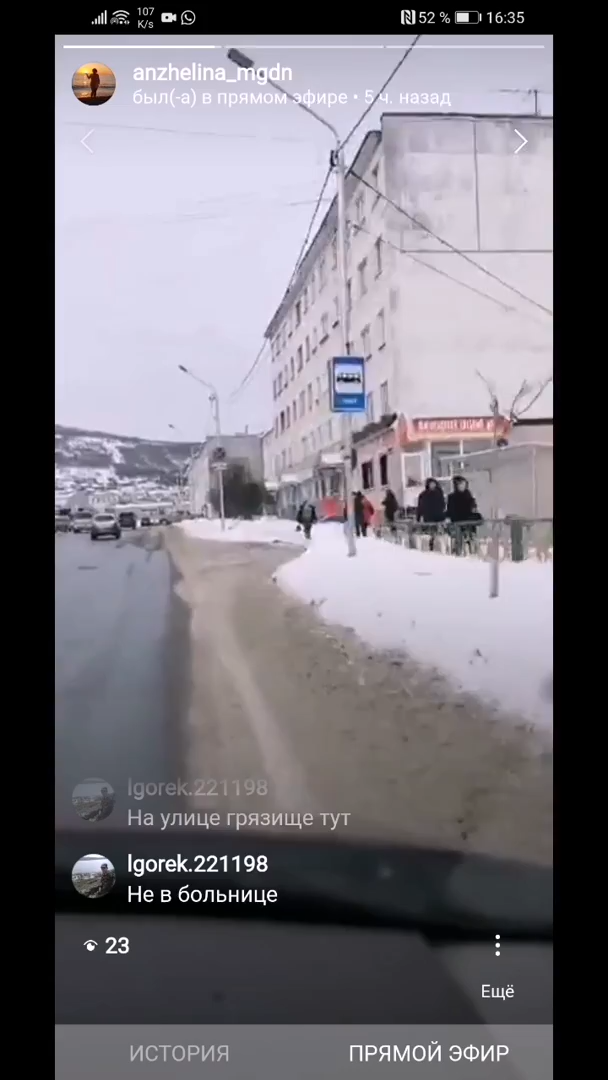 107
K/s
52 %
16:35
anzhelina_mgdn
был(-а) в прямом эфире • 5 ч. назад
Igorek.221198
На улице грязище тут
Igorek.221198
Не в больнице
23
Ещё
ИСТОРИЯ
ПРЯМОЙ ЭФИР